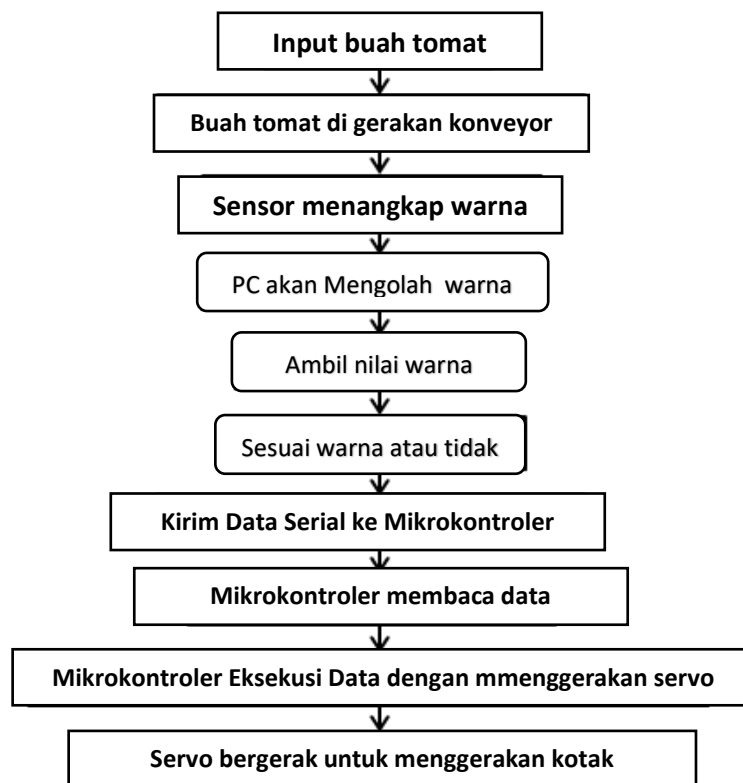 Input buah tomat
Buah tomat di gerakan konveyor
Sensor menangkap warna
PC akan Mengolah warna
Ambil nilai warna
Sesuai warna atau tidak
Kirim Data Serial ke Mikrokontroler
Mikrokontroler membaca data
Mikrokontroler Eksekusi Data dengan mmenggerakan servo
Servo bergerak untuk menggerakan kotak